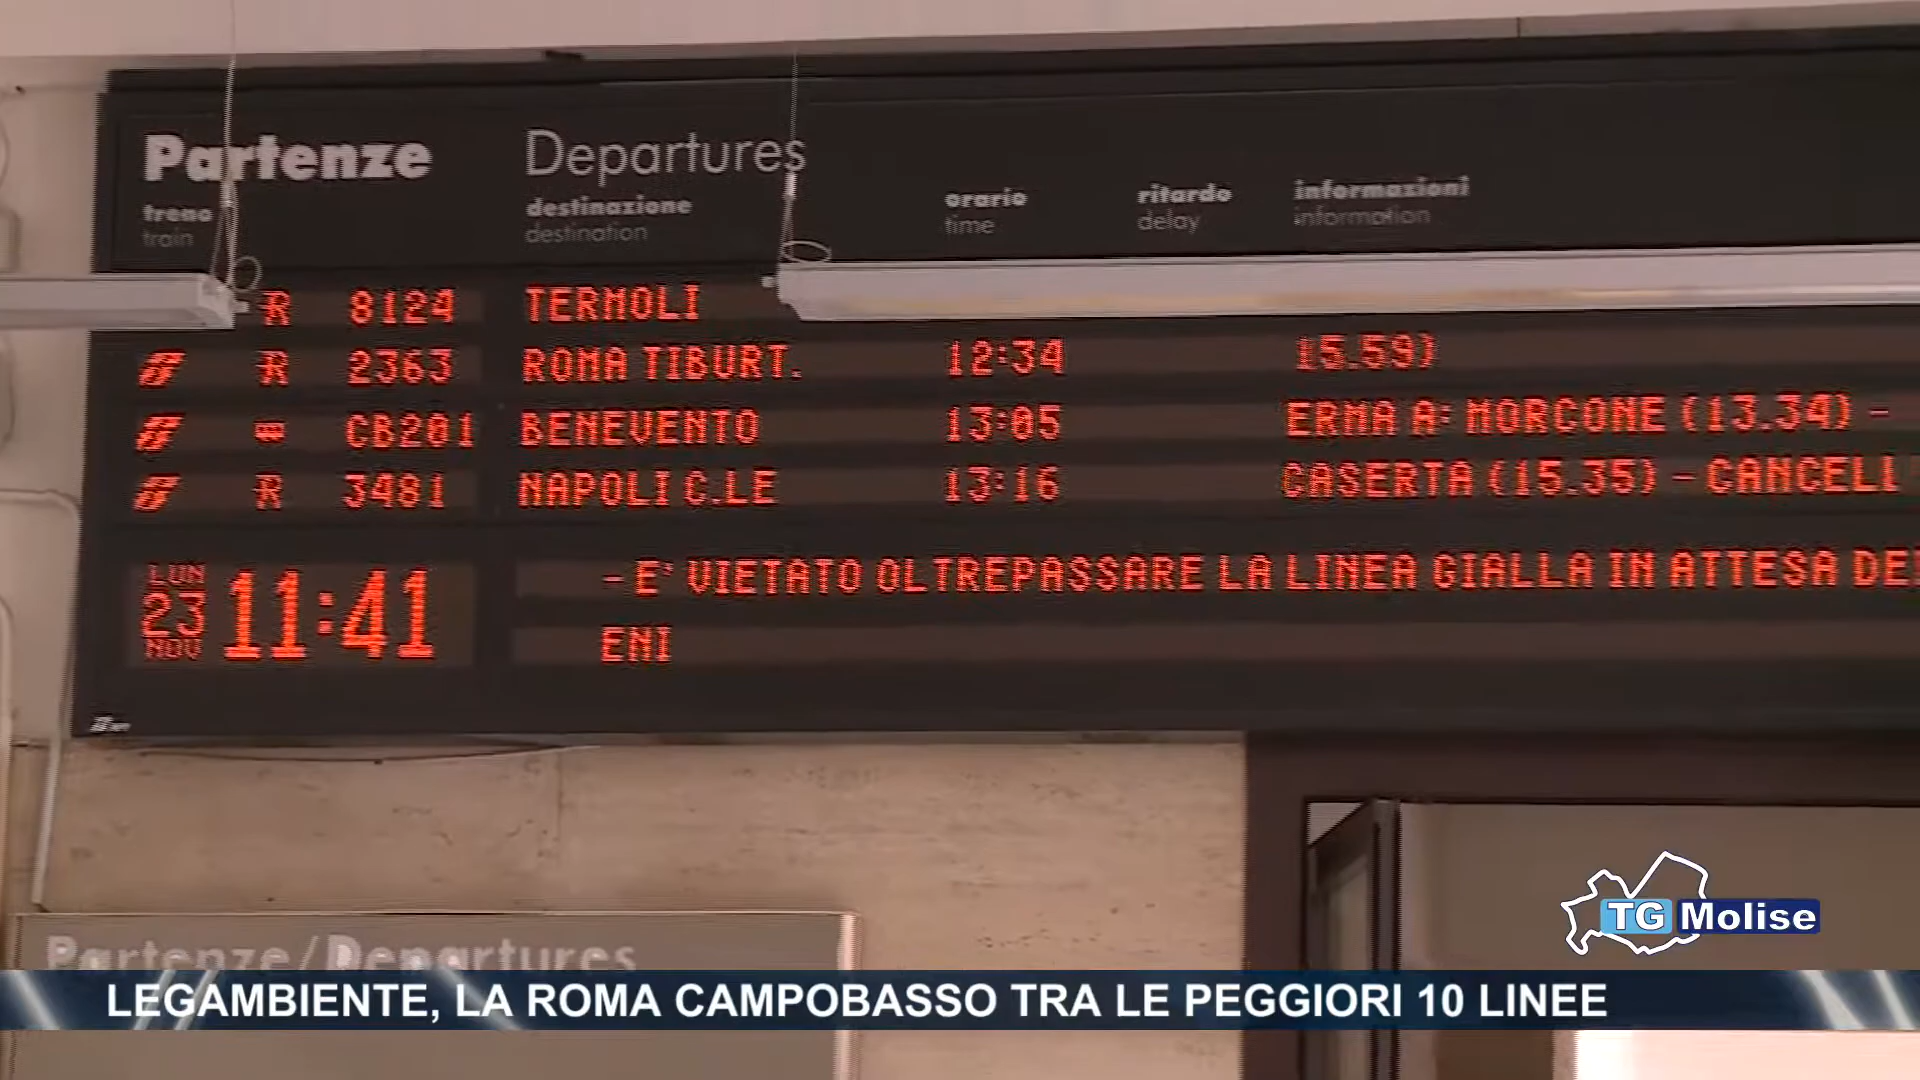 Partenze Departures
treno destinazione orario ritardo informazioni
train destination time delay information
R 8124 TERMOLI
R 2363 ROMA TIBURT. 12:34 15.59)
CB201 BENEVENTO 13:05 ERMA A: MORCONE (13.34) -
R 3481 NAPOLI C.LE 13:16 CASERTA (15.35) - CANCELL
LUN
23
NOV
11:41
- E' VIETATO OLTREPASSARE LA LINEA GIALLA IN ATTESA DEI
ENI
Partenze/Departures
TG Molise
LEGAMBIENTE, LA ROMA CAMPOBASSO TRA LE PEGGIORI 10 LINEE